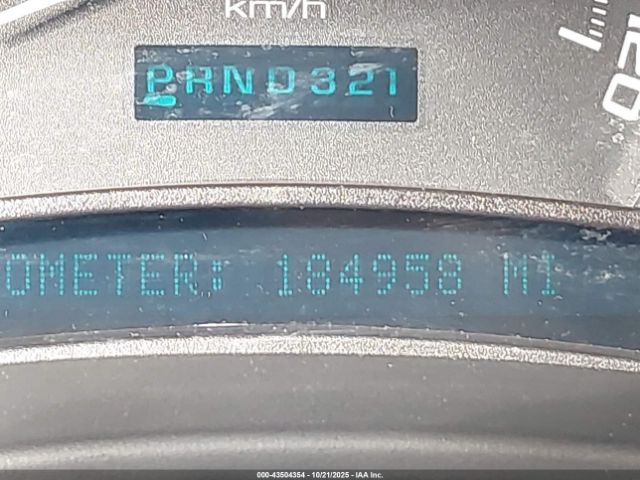 km/h
PRND321
OMETER: 184958 MI
000-43504354 | 10/21/2025 | IAA Inc.